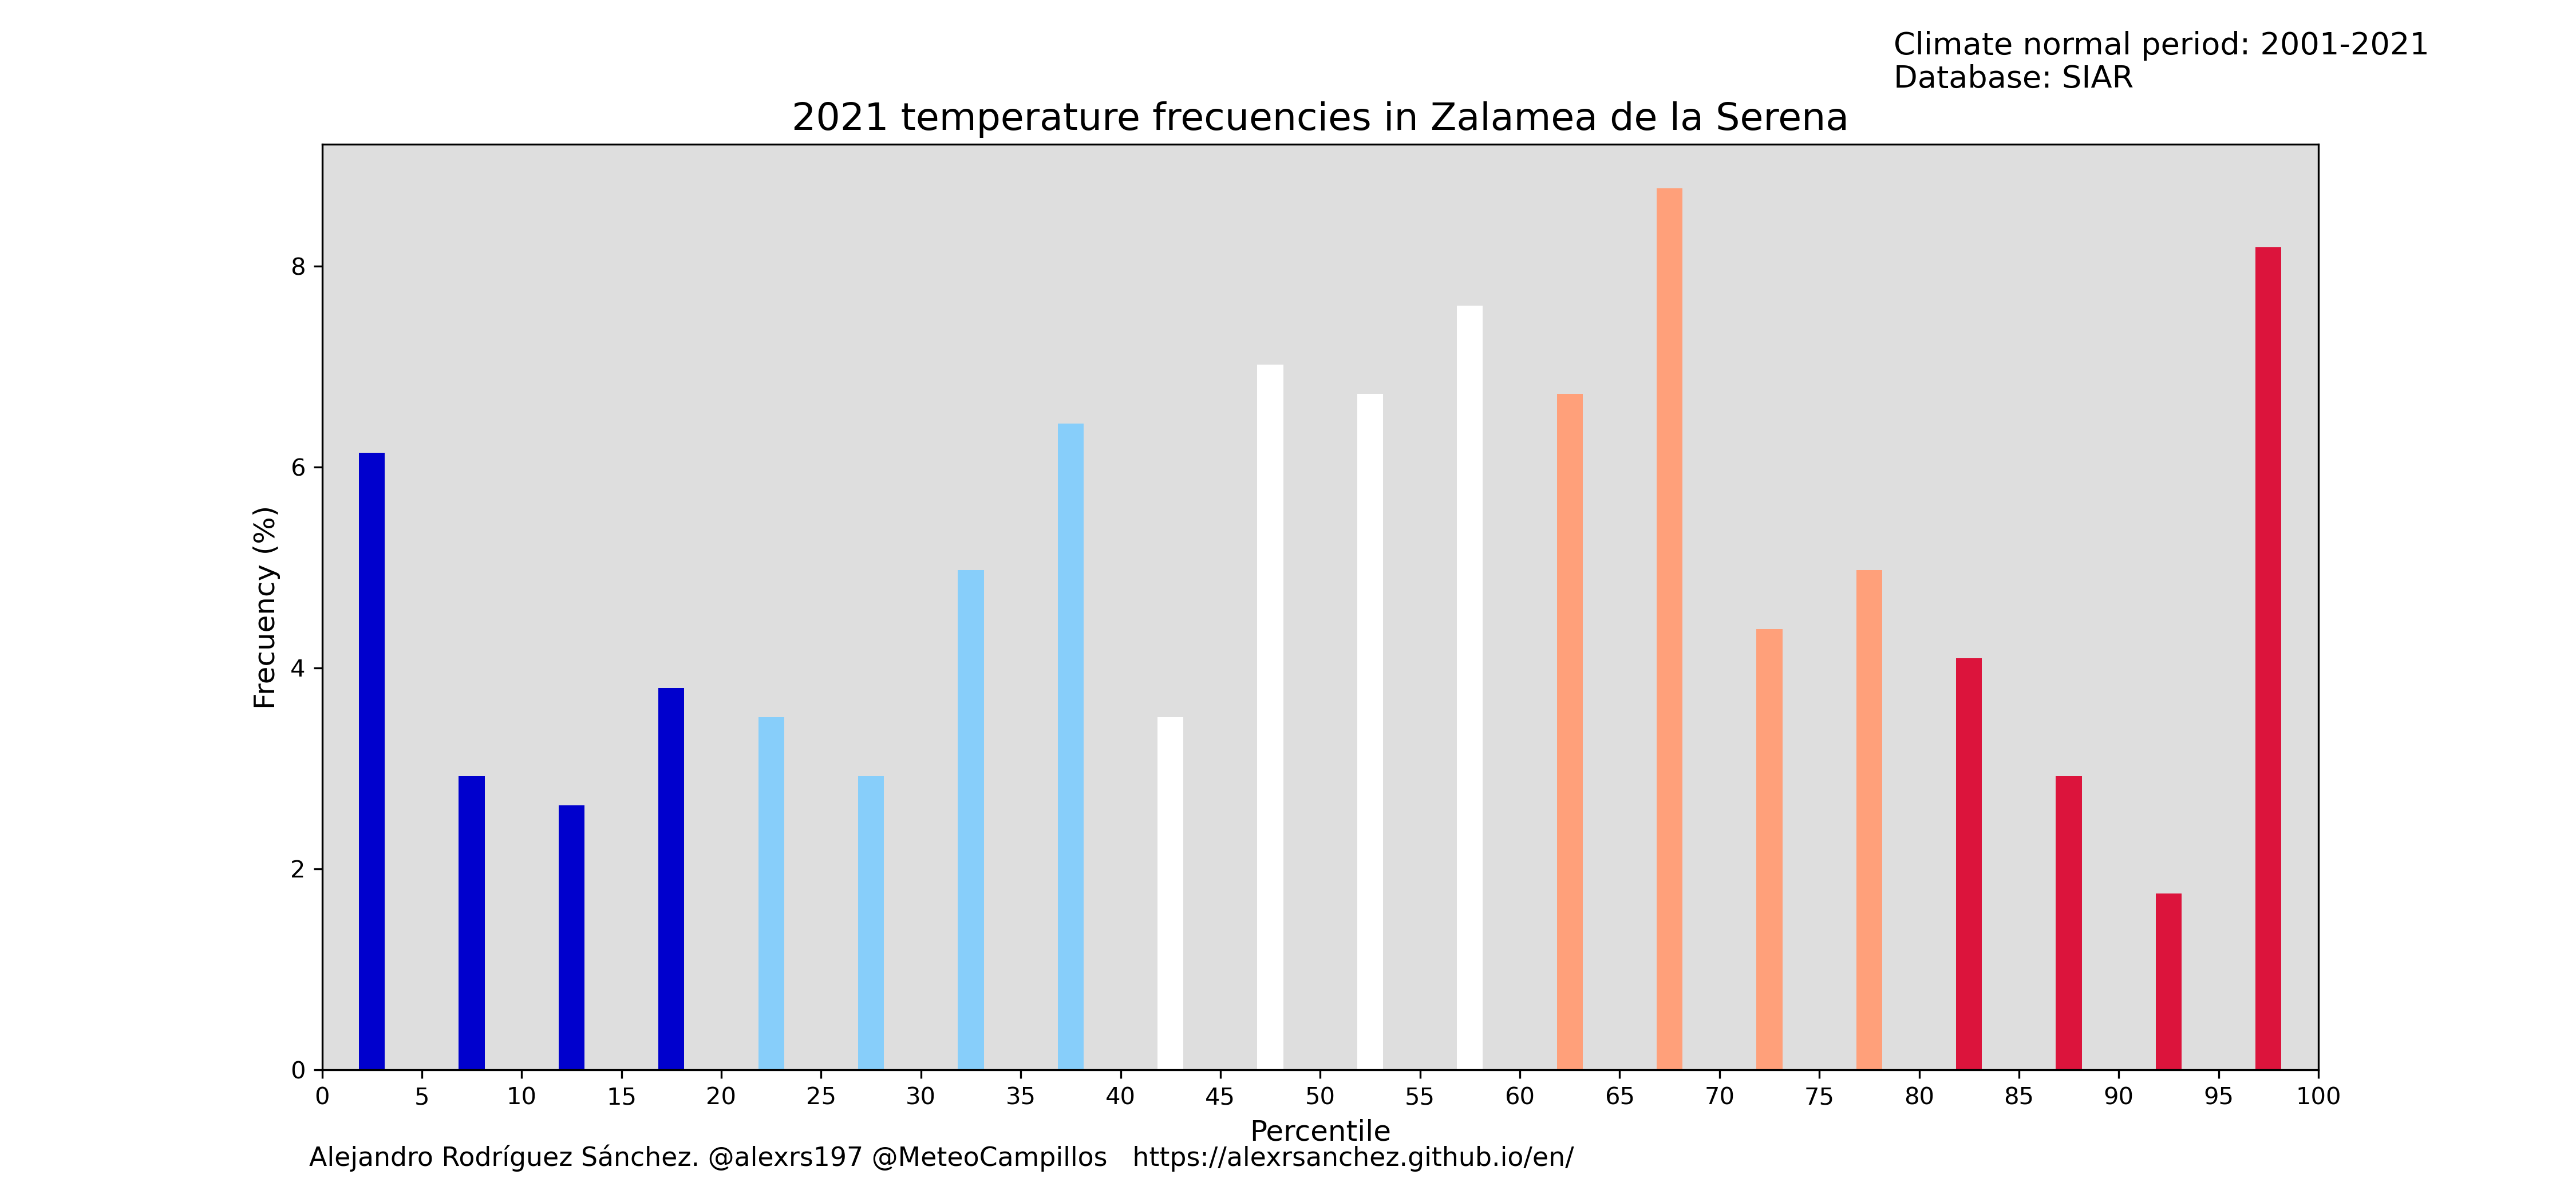 Climate normal period: 2001-2021
Database: SIAR
2021 temperature frecuencies in Zalamea de la Serena
Frecuency (%)
8
6
4
2
0
0 5 10 15 20 25 30 35 40 45 50 55 60 65 70 75 80 85 90 95 100
Percentile
Alejandro Rodríguez Sánchez. @alexrs197 @MeteoCampillos https://alexrsanchez.github.io/en/